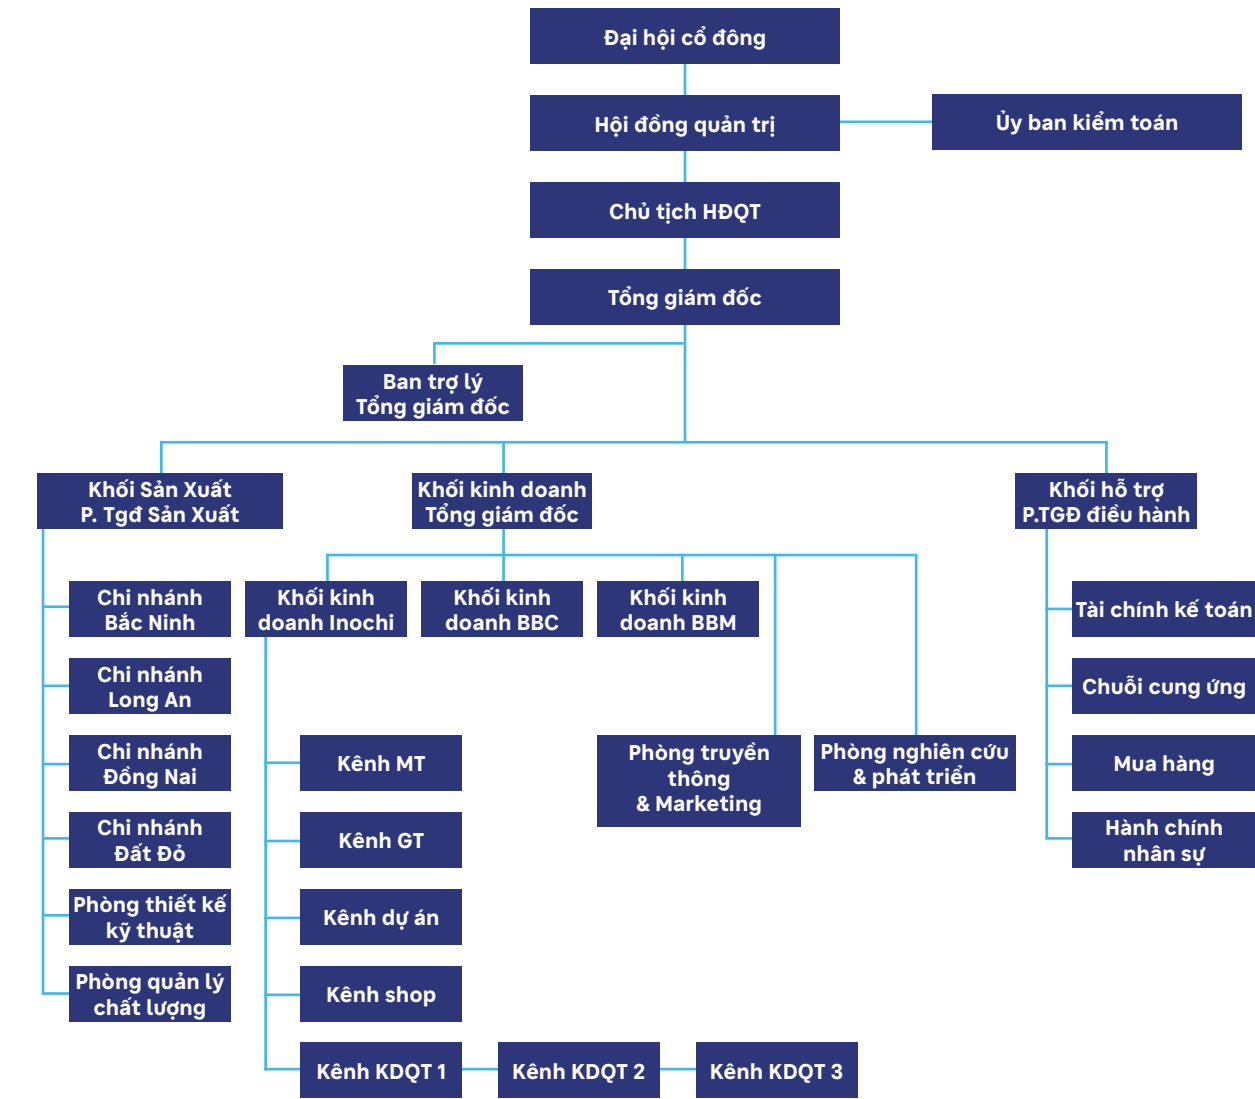 Đại hội cổ đông
Hội đồng quản trị
Ủy ban kiểm toán
Chủ tịch HĐQT
Tổng giám đốc
Ban trợ lý
Tổng giám đốc
Khối Sản Xuất
P. Tgđ Sản Xuất
Khối kinh doanh
Tổng giám đốc
Khối hỗ trợ
P.TGĐ điều hành
Chi nhánh
Bắc Ninh
Chi nhánh
Long An
Chi nhánh
Đồng Nai
Chi nhánh
Đất Đỏ
Phòng thiết kế
kỹ thuật
Phòng quản lý
chất lượng
Khối kinh
doanh Inochi
Khối kinh
doanh BBC
Khối kinh
doanh BBM
Kênh MT
Kênh GT
Kênh dự án
Kênh shop
Kênh KDQT 1
Kênh KDQT 2
Kênh KDQT 3
Phòng truyền
thông
& Marketing
Phòng nghiên cứu
& phát triển
Tài chính kế toán
Chuỗi cung ứng
Mua hàng
Hành chính
nhân sự